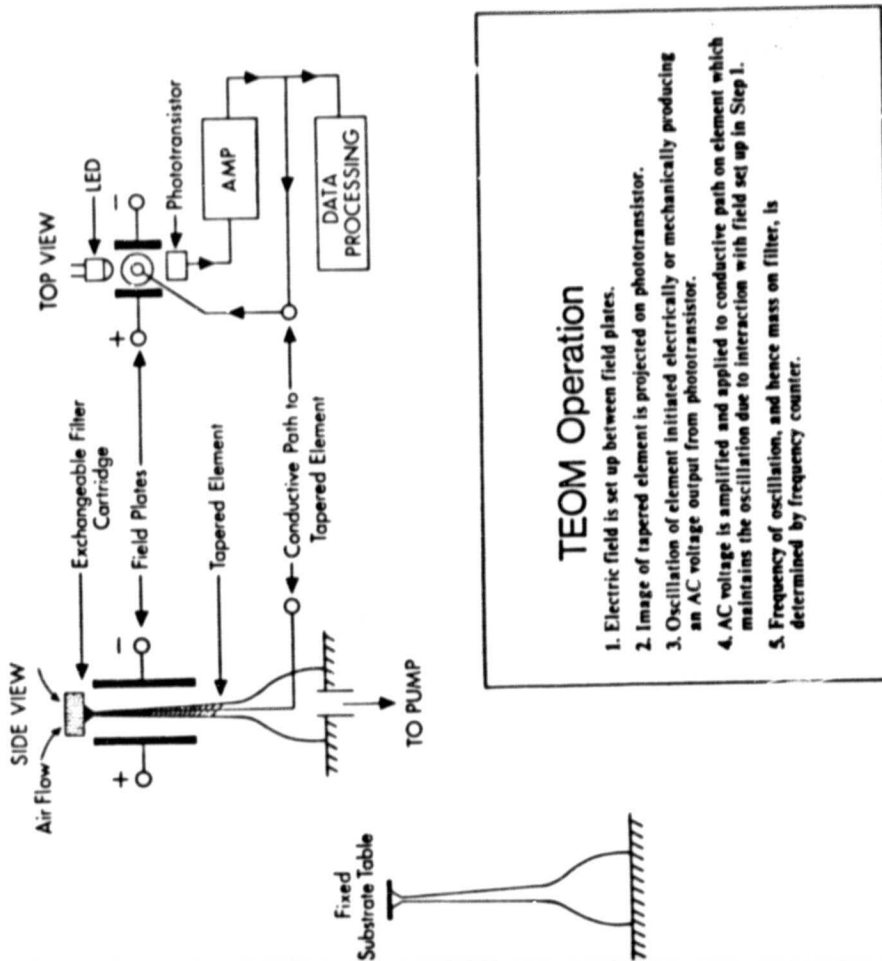 SIDE VIEW
Air Flow
Exchangeable Filter
Cartridge
+
−
Field Plates
Tapered Element
Conductive Path to
Tapered Element
TO PUMP
TOP VIEW
LED
+
−
Phototransistor
AMP
DATA
PROCESSING
Fixed
Substrate Table
TEOM Operation
1. Electric field is set up between field plates.
2. Image of tapered element is projected on phototransistor.
3. Oscillation of element initiated electrically or mechanically producing
an AC voltage output from phototransistor.
4. AC voltage is amplified and applied to conductive path on element which
maintains the oscillation due to interaction with field set up in Step 1.
5. Frequency of oscillation, and hence mass on filter, is
determined by frequency counter.